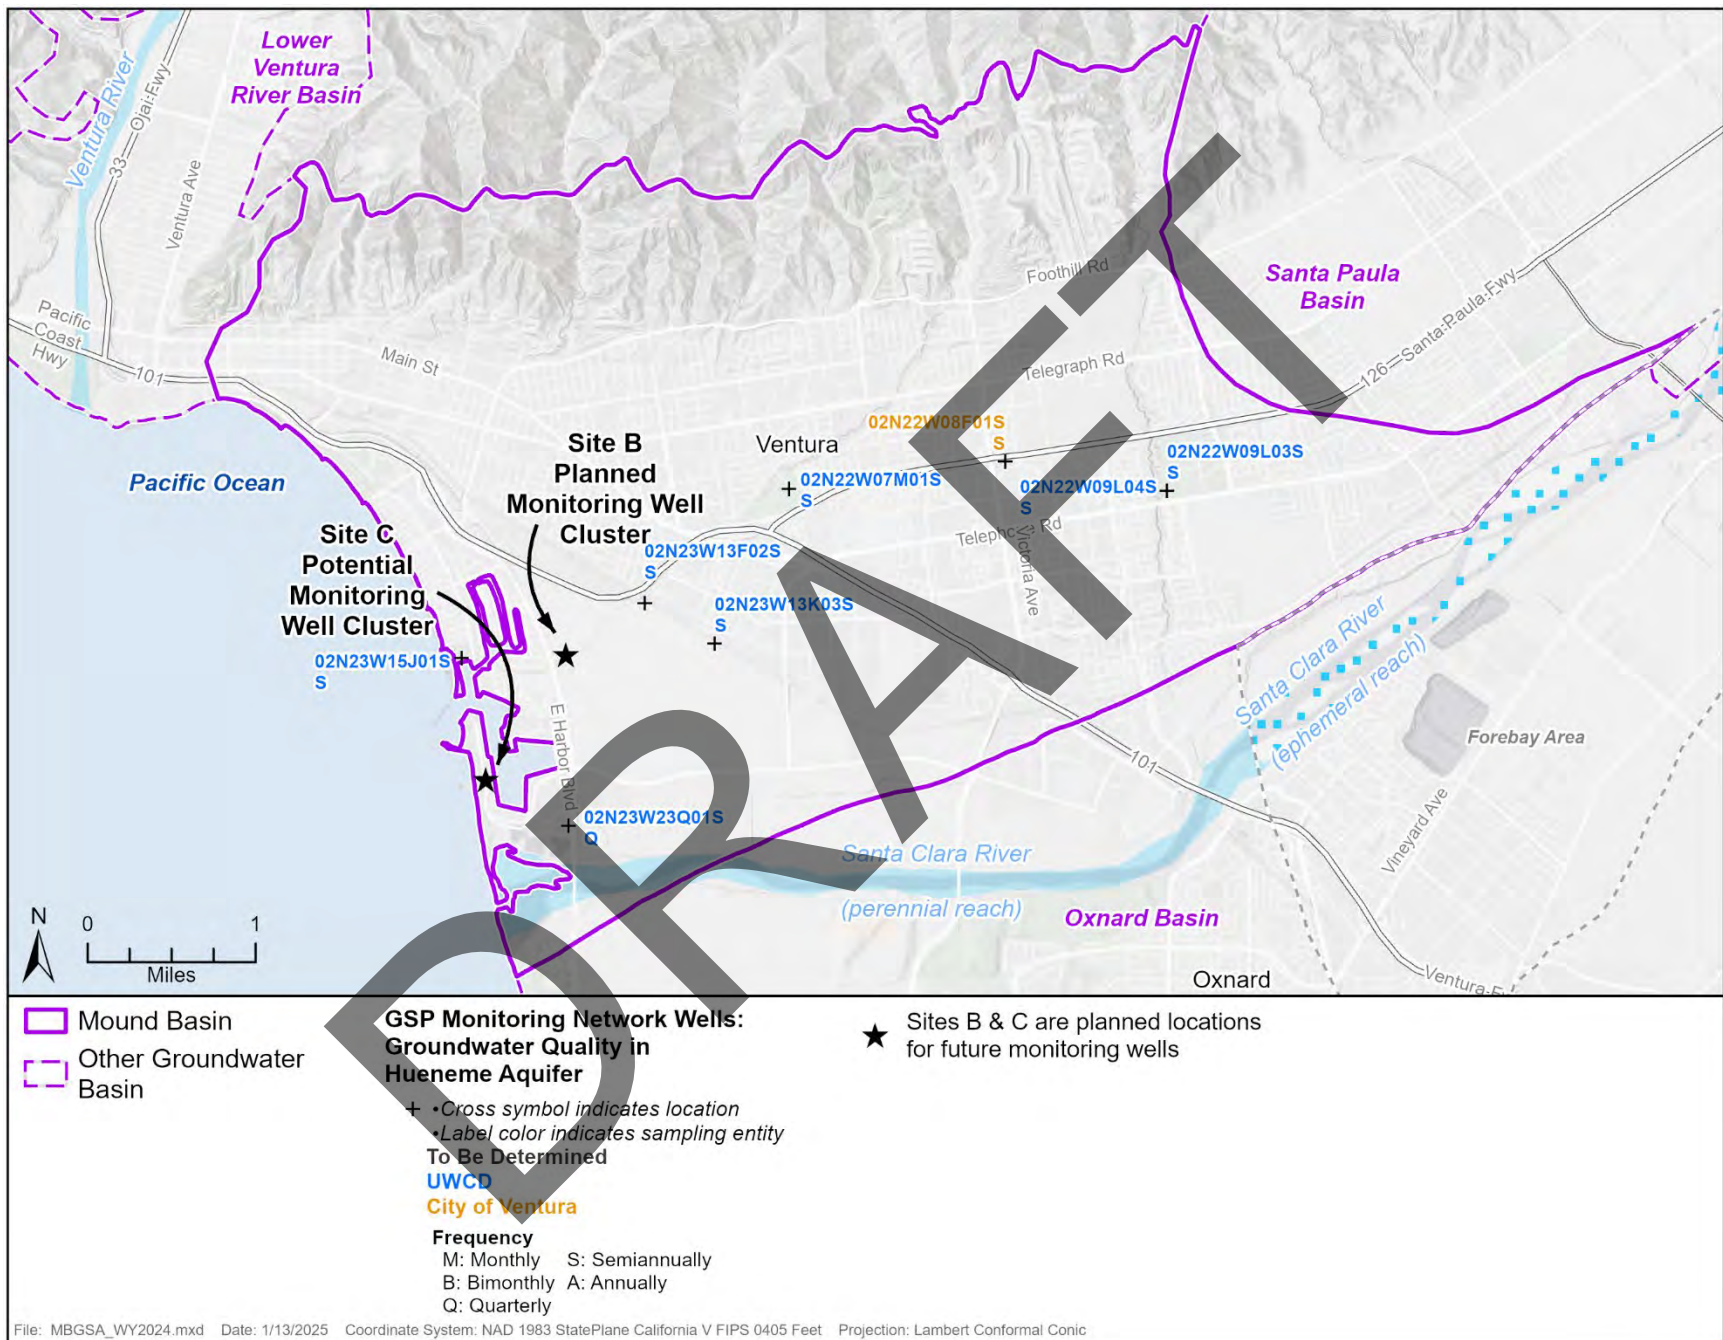 Lower
Ventura
River Basin
Ventura River
33
Ojai-Fwy
Ventura Ave
Foothill Rd
Santa Paula
Basin
Pacific
Coast
Hwy
101
Main St
Telegraph Rd
126
Santa-Paula-Fwy
02N22W08F01S
S
Ventura
Pacific Ocean
Site B
Planned
Monitoring Well
Cluster
02N22W07M01S
S
02N22W09L03S
S
02N22W09L04S
S
Victoria Ave
Site C
Potential
Monitoring
Well Cluster
02N23W13F02S
S
02N23W13K03S
S
02N23W15J01S
S
E Harbor Blvd
Santa Clara River
(ephemeral reach)
Forebay Area
101
02N23W23Q01S
Q
Vineyard Ave
Santa Clara River
(perennial reach)
Oxnard Basin
Oxnard
N
0 1
Miles
DRAFT
Mound Basin
Other Groundwater
Basin
GSP Monitoring Network Wells:
Groundwater Quality in
Hueneme Aquifer
+ •Cross symbol indicates location
•Label color indicates sampling entity
To Be Determined
UWCD
City of Ventura
Frequency
M: Monthly S: Semiannually
B: Bimonthly A: Annually
Q: Quarterly
★ Sites B & C are planned locations
for future monitoring wells
File: MBGSA_WY2024.mxd Date: 1/13/2025 Coordinate System: NAD 1983 StatePlane California V FIPS 0405 Feet Projection: Lambert Conformal Conic